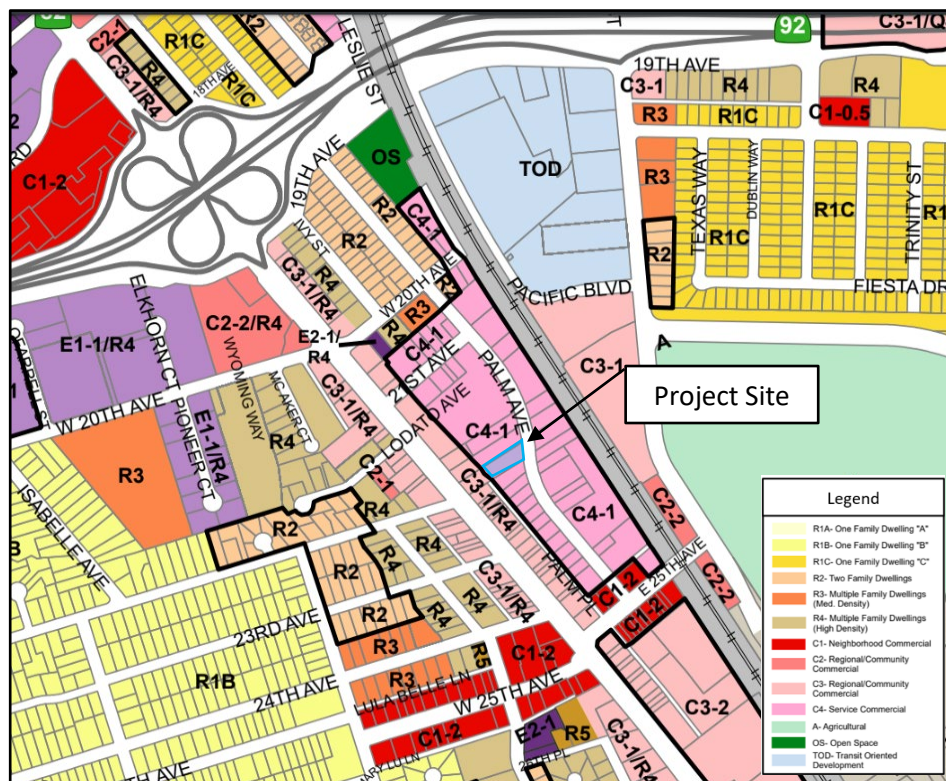 92
C2-1
R4
C3-1/R4
R1C
18TH AVE
R1C
R2
LESLIE ST
T
92
C3-1/Q
19TH AVE
C3-1
R4
R4
R3
R1C
C1-0.5
RD
C1-2
19TH AVE
OS
TOD
R3
TEXAS WAY
DUBLIN WAY
TRINITY ST
R1C
R1C
R2
R2
C4-1
IVY ST
R4
C3-1/R4
R2
W 20TH AVE
R2
R3
PACIFIC BLVD
FIESTA DR
ELKHORN CT
C2-2/R4
E2-1/
R4
R4
C4-1
21ST AVE
PALM AVE
C3-1
A
E1-1/R4
WYOMING WAY
MC AKER CT
C3-1/R4
LODATO AVE
Project Site
W 20TH AVE
PIONEER CT
E1-1/R4
R4
C4-1
R3
C2-1
C3-1/R4
C2-2
Legend
R1A- One Family Dwelling "A"
R1B- One Family Dwelling "B"
R1C- One Family Dwelling "C"
R2- Two Family Dwellings
R3- Multiple Family Dwellings
(Med. Density)
R4- Multiple Family Dwellings
(High Density)
C1- Neighborhood Commercial
C2- Regional/Community
Commercial
C3- Regional/Community
Commercial
C4- Service Commercial
A- Agricultural
OS- Open Space
TOD- Transit Oriented
Development
ISABELLE AVE
R2
R4
R4
C4-1
R2
R4
C3-1/R4
PALM
C1-2
E 25TH AVE
C2-2
R2
R4
R4
C1-2
23RD AVE
R3
R5
C1-2
R1B
24TH AVE
R3
LULA BELLE LN
W 25TH AVE
C1-2
E2-1
R5
C3-1/R4
C3-2